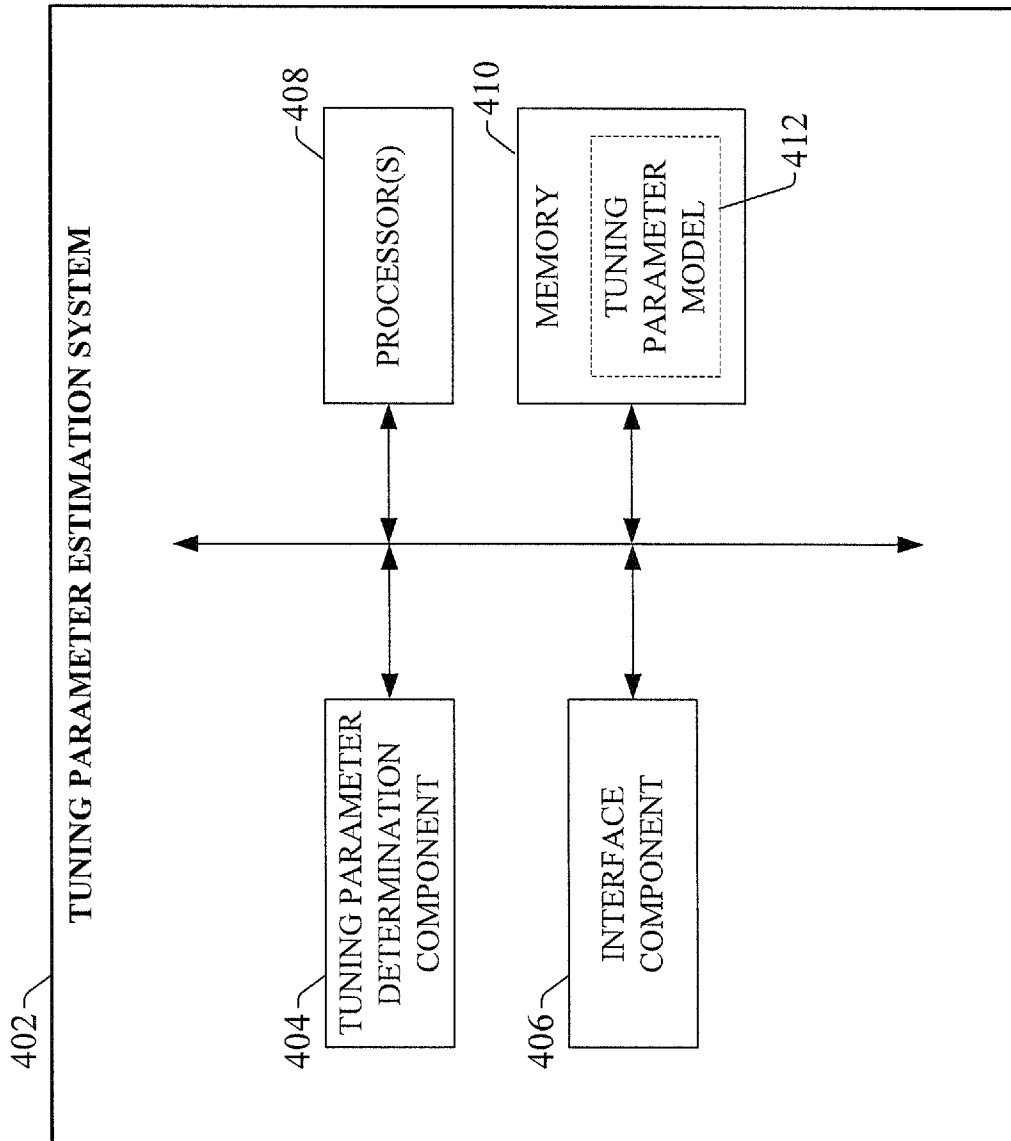 402
TUNING PARAMETER ESTIMATION SYSTEM
404
TUNING PARAMETER
DETERMINATION
COMPONENT
408
PROCESSOR(S)
406
INTERFACE
COMPONENT
410
MEMORY
TUNING
PARAMETER
MODEL
412